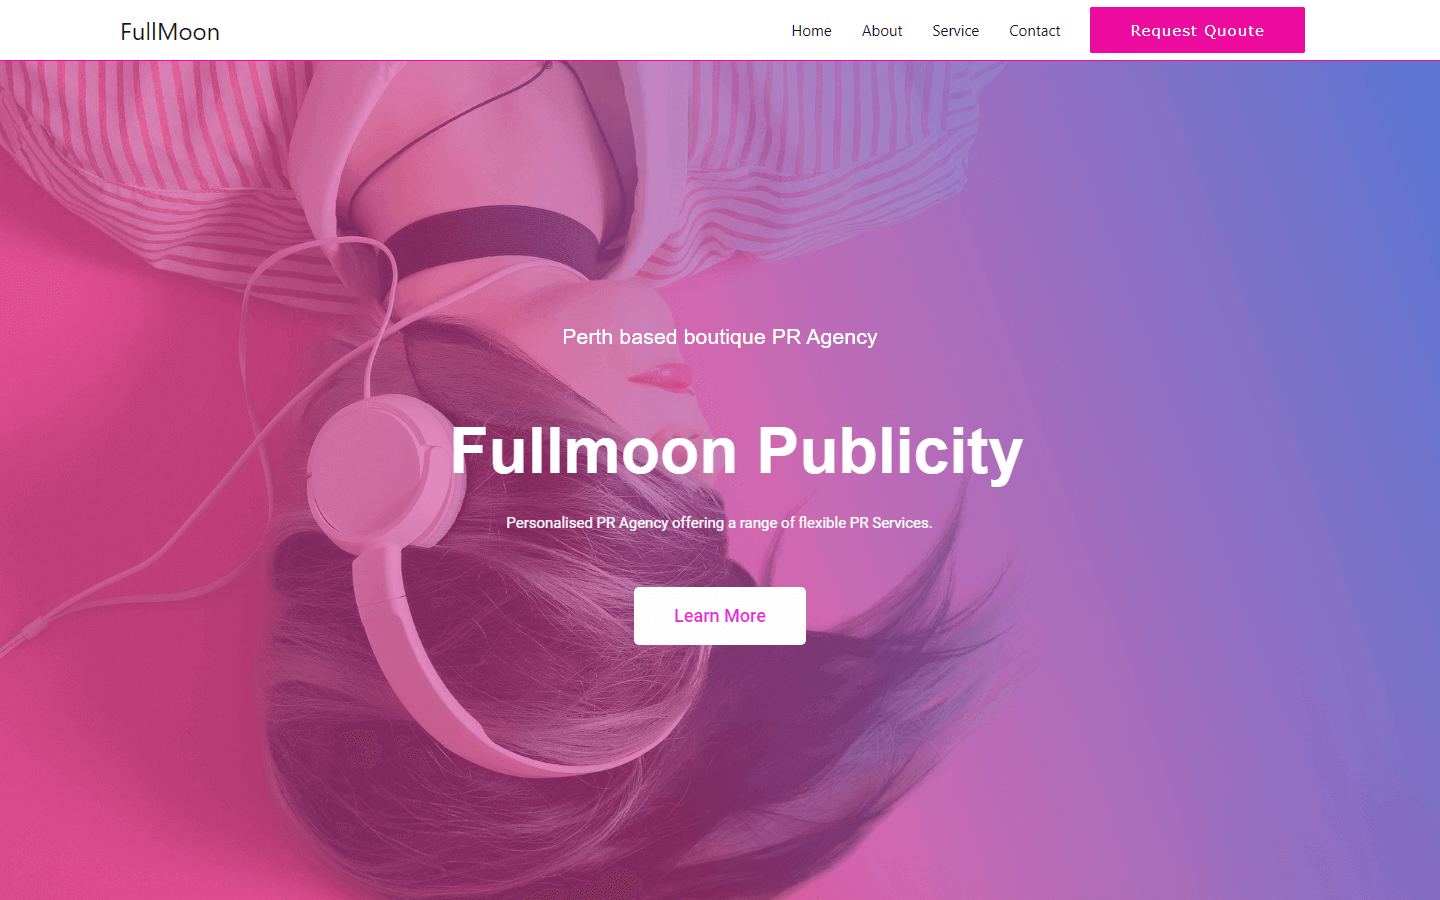 FullMoon
Home
About
Service
Contact
Request Quoute
Perth based boutique PR Agency
Fullmoon Publicity
Personalised PR Agency offering a range of flexible PR Services.
Learn More